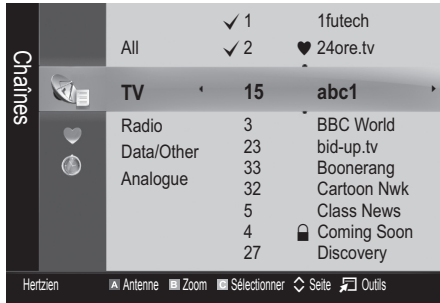 Chaînes
✓ 1 1futech
All ✓ 2 ♥ 24ore.tv
TV 15 abc1
Radio 3 BBC World
Data/Other 23 bid-up.tv
Analogue 33 Boonerang
32 Cartoon Nwk
5 Class News
4 Coming Soon
27 Discovery
Hertzien A Antenne B Zoom C Sélectionner Seite Outils